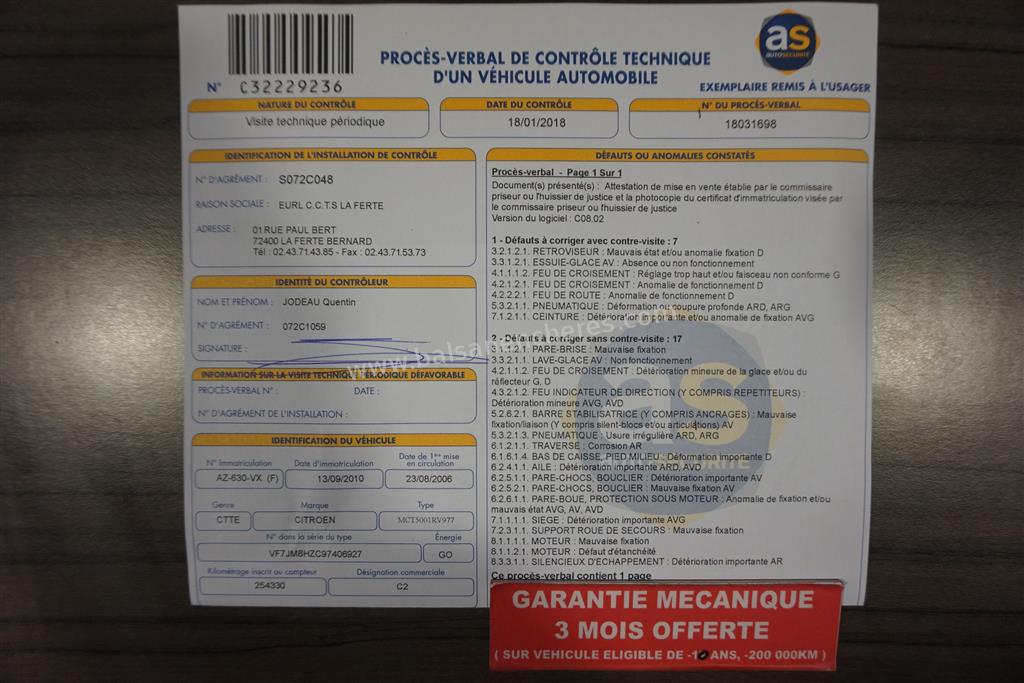 as
AUTOSECURITE
PROCÈS-VERBAL DE CONTRÔLE TECHNIQUE
D'UN VÉHICULE AUTOMOBILE
N° C32229236
EXEMPLAIRE REMIS À L'USAGER
NATURE DU CONTRÔLE
Visite technique périodique
DATE DU CONTRÔLE
18/01/2018
N° DU PROCÈS-VERBAL
18031698
IDENTIFICATION DE L'INSTALLATION DE CONTRÔLE
N° D'AGRÉMENT : S072C048
RAISON SOCIALE : EURL C.C.T.S LA FERTE
ADRESSE : 01 RUE PAUL BERT
72400 LA FERTE BERNARD
Tél : 02.43.71.43.85 - Fax : 02.43.71.53.73
IDENTITÉ DU CONTRÔLEUR
NOM ET PRÉNOM : JODEAU Quentin
N° D'AGRÉMENT : 072C1059
SIGNATURE :
INFORMATION SUR LA VISITE TECHNIQUE PÉRIODIQUE DÉFAVORABLE
PROCÈS-VERBAL N° : DATE :
N° D'AGRÉMENT DE L'INSTALLATION :
IDENTIFICATION DU VÉHICULE
N° Immatriculation
AZ-630-VX (F)
Date d'immatriculation
13/09/2010
Date de 1ère mise
en circulation
23/08/2006
Genre
CTTE
Marque
CITROEN
Type
MCT5001RV977
N° dans la série du type
VF7JM8HZC97406927
Énergie
GO
Kilométrage inscrit au compteur
254330
Désignation commerciale
C2
DÉFAUTS OU ANOMALIES CONSTATÉS
Procès-verbal - Page 1 Sur 1
Document(s) présenté(s) : Attestation de mise en vente établie par le commissaire
priseur ou l'huissier de justice et la photocopie du certificat d'immatriculation visée par
le commissaire priseur ou l'huissier de justice
Version du logiciel : C08.02
1 - Défauts à corriger avec contre-visite : 7
3.2.1.2.1. RETROVISEUR : Mauvais état et/ou anomalie fixation D
3.3.1.2.1. ESSUIE-GLACE AV : Absence ou non fonctionnement
4.1.1.1.2. FEU DE CROISEMENT : Réglage trop haut et/ou faisceau non conforme G
4.2.1.2.1. FEU DE CROISEMENT : Anomalie de fonctionnement D
4.2.2.2.1. FEU DE ROUTE : Anomalie de fonctionnement D
5.3.2.1.1. PNEUMATIQUE : Déformation ou coupure profonde ARD, ARG
7.1.2.1.1. CEINTURE : Détérioration importante et/ou anomalie de fixation AVG
2 - Défauts à corriger sans contre-visite : 17
3.1.1.2.1. PARE-BRISE : Mauvaise fixation
3.3.2.1.1. LAVE-GLACE AV : Non fonctionnement
4.2.1.1.2. FEU DE CROISEMENT : Détérioration mineure de la glace et/ou du
réflecteur G, D
4.3.2.1.2. FEU INDICATEUR DE DIRECTION (Y COMPRIS REPETITEURS) :
Détérioration mineure AVG, AVD
5.2.6.2.1. BARRE STABILISATRICE (Y COMPRIS ANCRAGES) : Mauvaise
fixation/liaison (Y compris silent-blocs et/ou articulations) AV
5.3.2.1.3. PNEUMATIQUE : Usure irrégulière ARD, ARG
6.1.2.1.1. TRAVERSE : Corrosion AR
6.1.6.1.4. BAS DE CAISSE, PIED MILIEU : Déformation importante D
6.2.4.1.1. AILE : Détérioration importante ARD, AVD
6.2.5.1.1. PARE-CHOCS, BOUCLIER : Détérioration importante AV
6.2.5.2.1. PARE-CHOCS, BOUCLIER : Mauvaise fixation AV
6.2.6.1.1. PARE-BOUE, PROTECTION SOUS MOTEUR : Anomalie de fixation et/ou
mauvais état AVG, AV, AVD
7.1.1.1.1. SIEGE : Détérioration importante AVG
7.2.3.1.1. SUPPORT ROUE DE SECOURS : Mauvaise fixation
8.1.1.1.1. MOTEUR : Mauvaise fixation
8.1.1.2.1. MOTEUR : Défaut d'étanchéité
8.3.3.1.1. SILENCIEUX D'ECHAPPEMENT : Détérioration importante AR
Ce procès-verbal contient 1 page
GARANTIE MECANIQUE
3 MOIS OFFERTE
( SUR VEHICULE ELIGIBLE DE -10 ANS, -200 000KM )